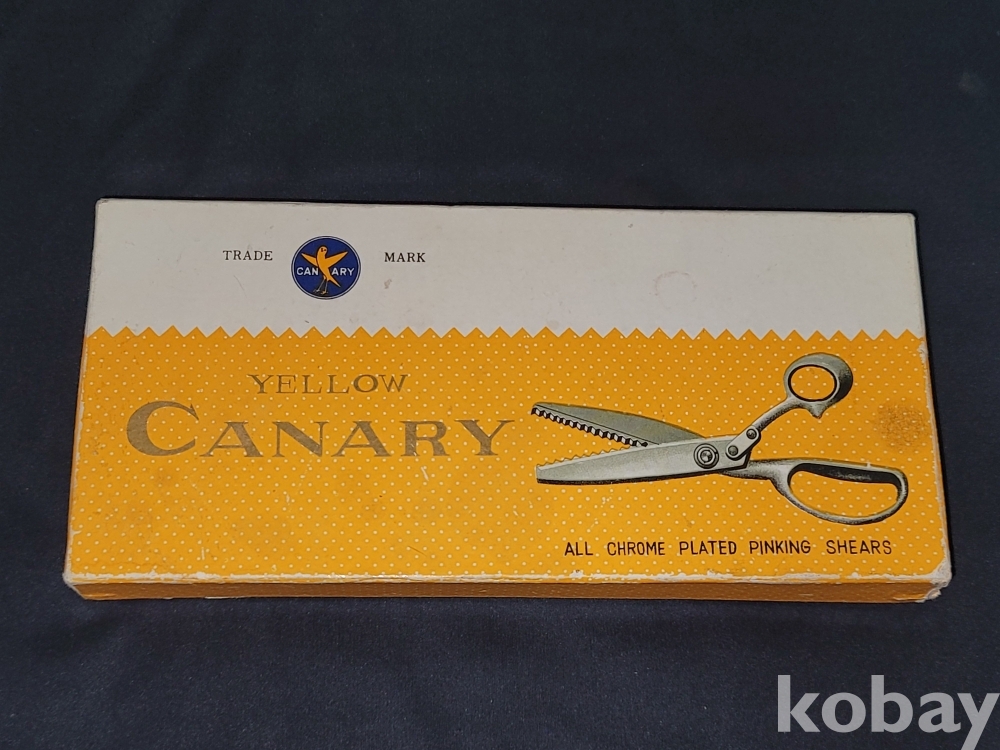 TRADE CANARY MARK
YELLOW
CANARY
ALL CHROME PLATED PINKING SHEARS
kobay